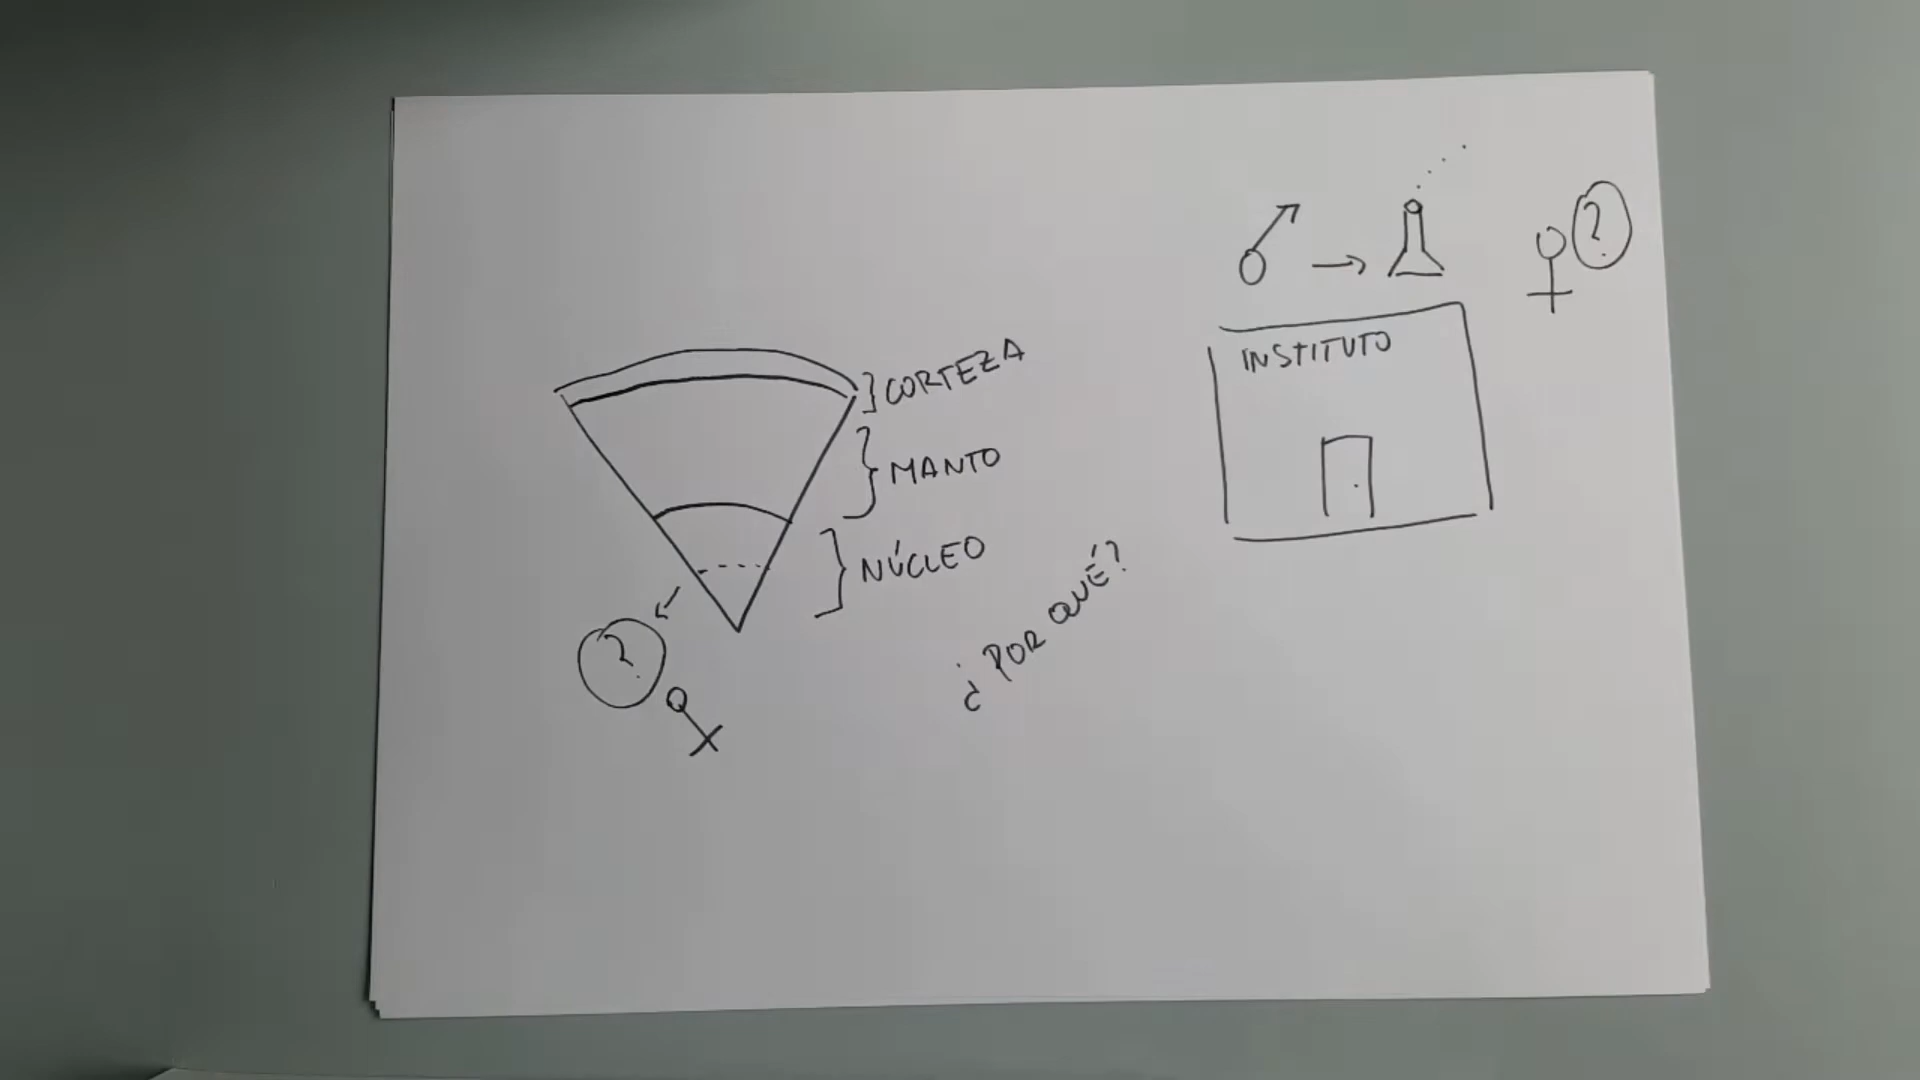 CORTEZA
MANTO
NÚCLEO
?
¿POR QUÉ?
?
INSTITUTO